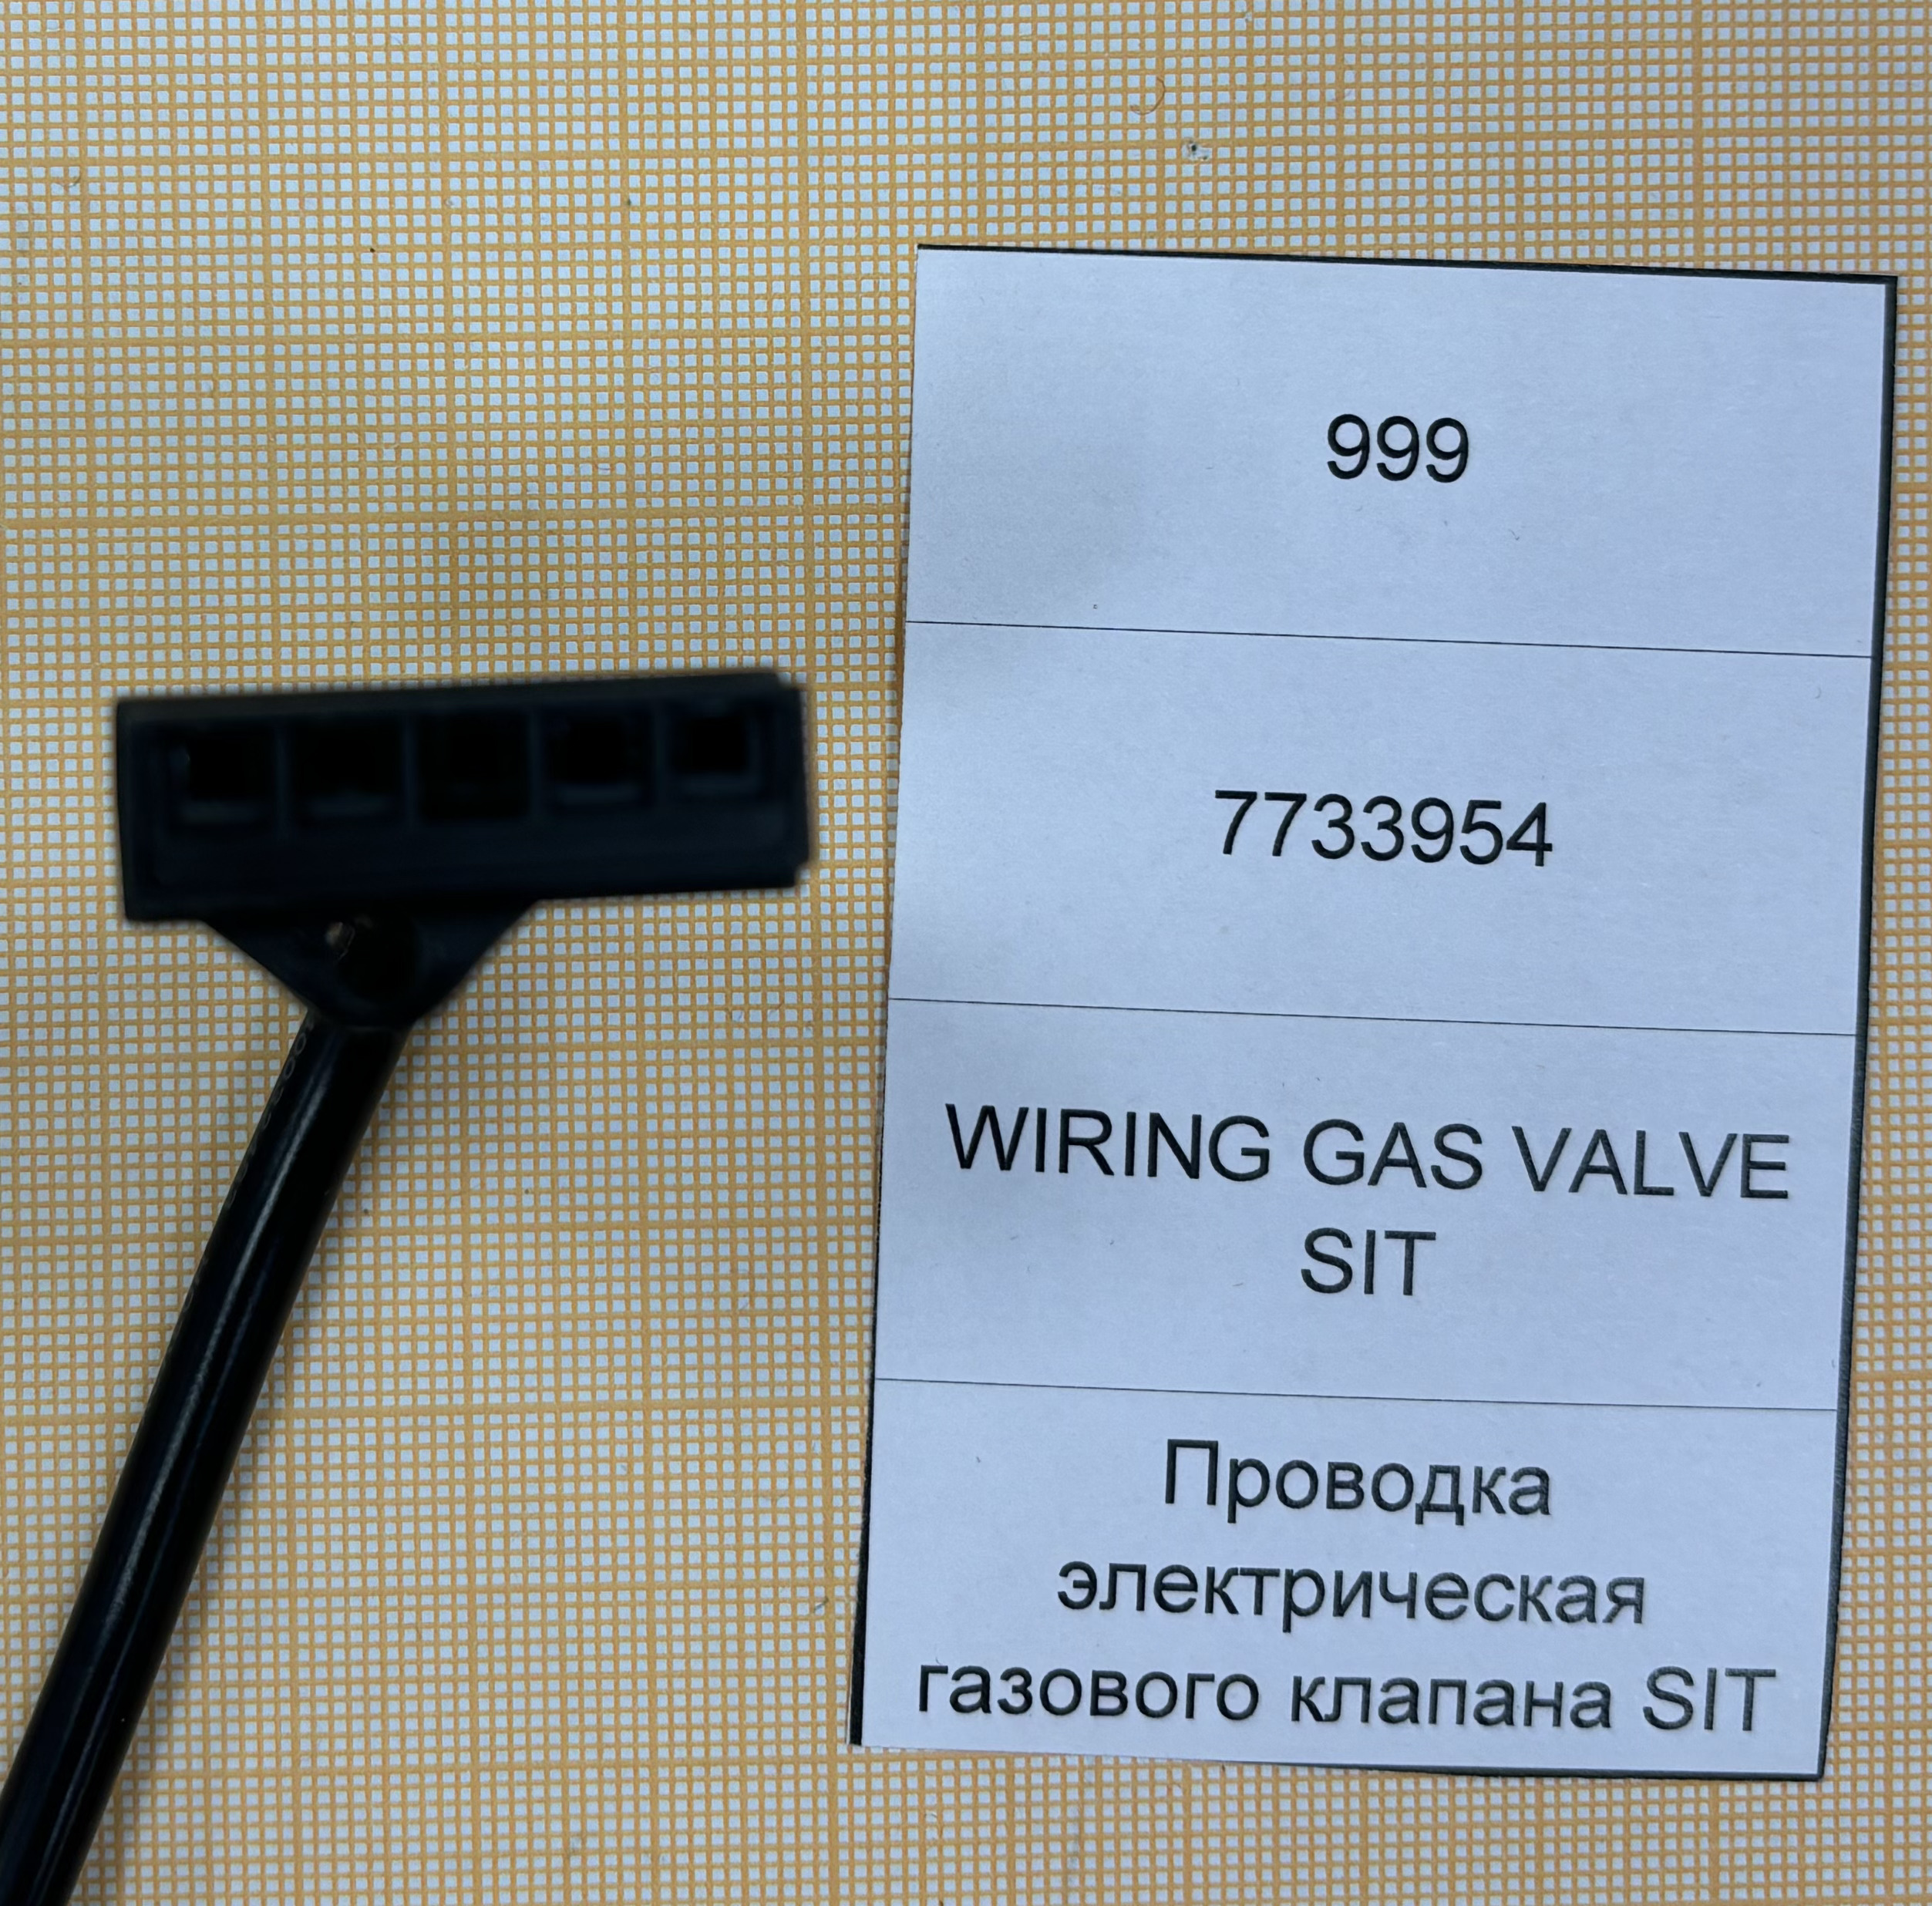 999
7733954
WIRING GAS VALVE
SIT
Проводка
электрическая
газового клапана SIT